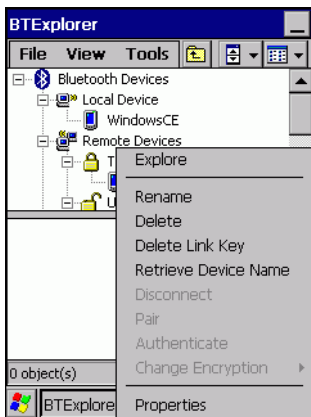 BTExplorer
File View Tools
Bluetooth Devices
Local Device
WindowsCE
Remote Devices
T
U
Explore
Rename
Delete
Delete Link Key
Retrieve Device Name
Disconnect
Pair
Authenticate
Change Encryption
Properties
0 object(s)
BTExplore